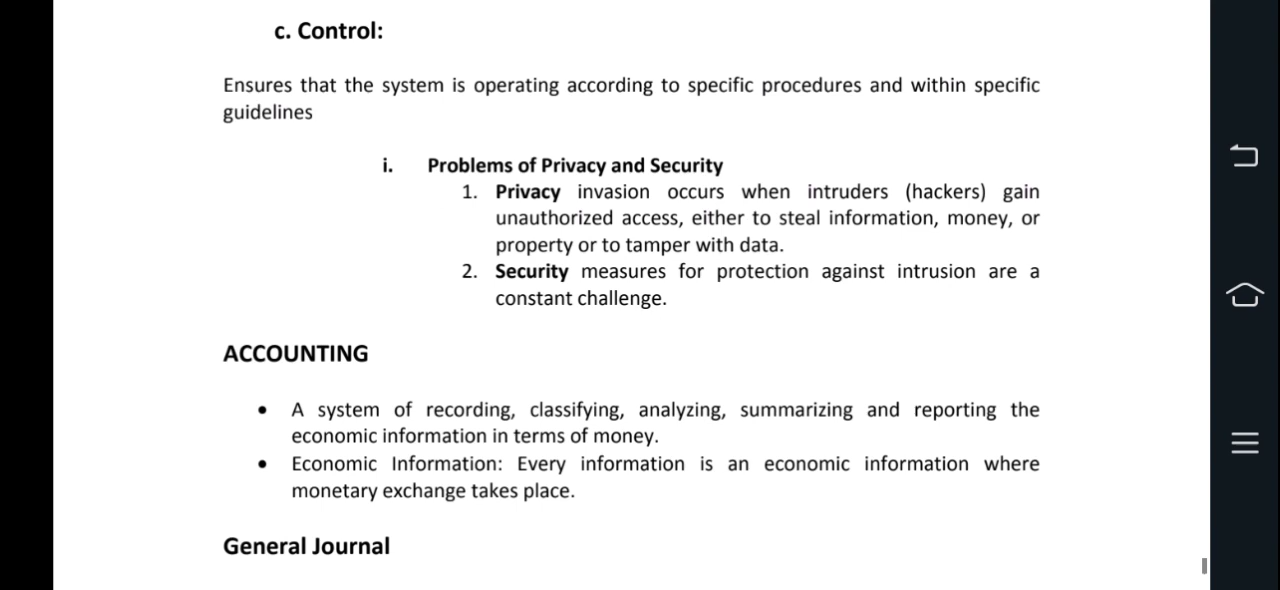 c. Control:
Ensures that the system is operating according to specific procedures and within specific
guidelines
i. Problems of Privacy and Security
1. Privacy invasion occurs when intruders (hackers) gain
unauthorized access, either to steal information, money, or
property or to tamper with data.
2. Security measures for protection against intrusion are a
constant challenge.
ACCOUNTING
• A system of recording, classifying, analyzing, summarizing and reporting the
economic information in terms of money.
• Economic Information: Every information is an economic information where
monetary exchange takes place.
General Journal